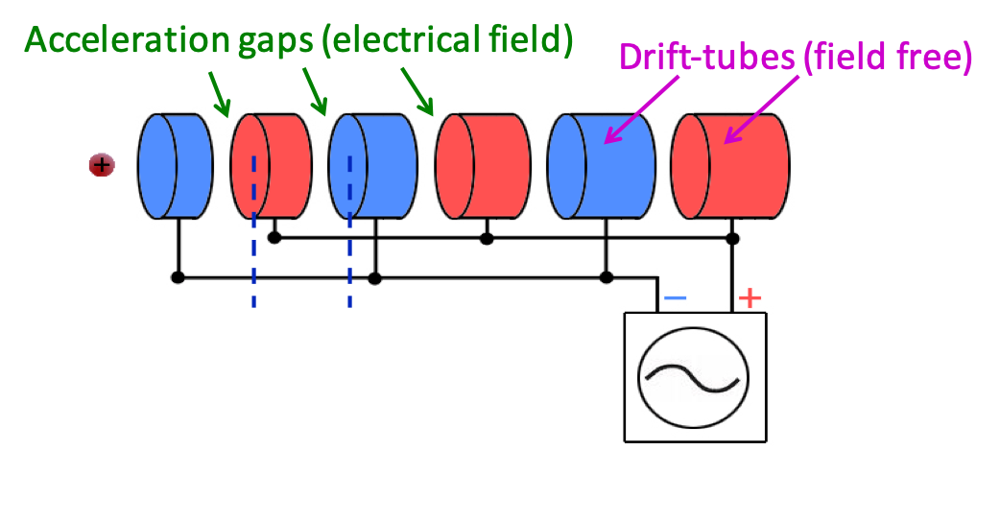 Acceleration gaps (electrical field)
Drift-tubes (field free)
+
− +